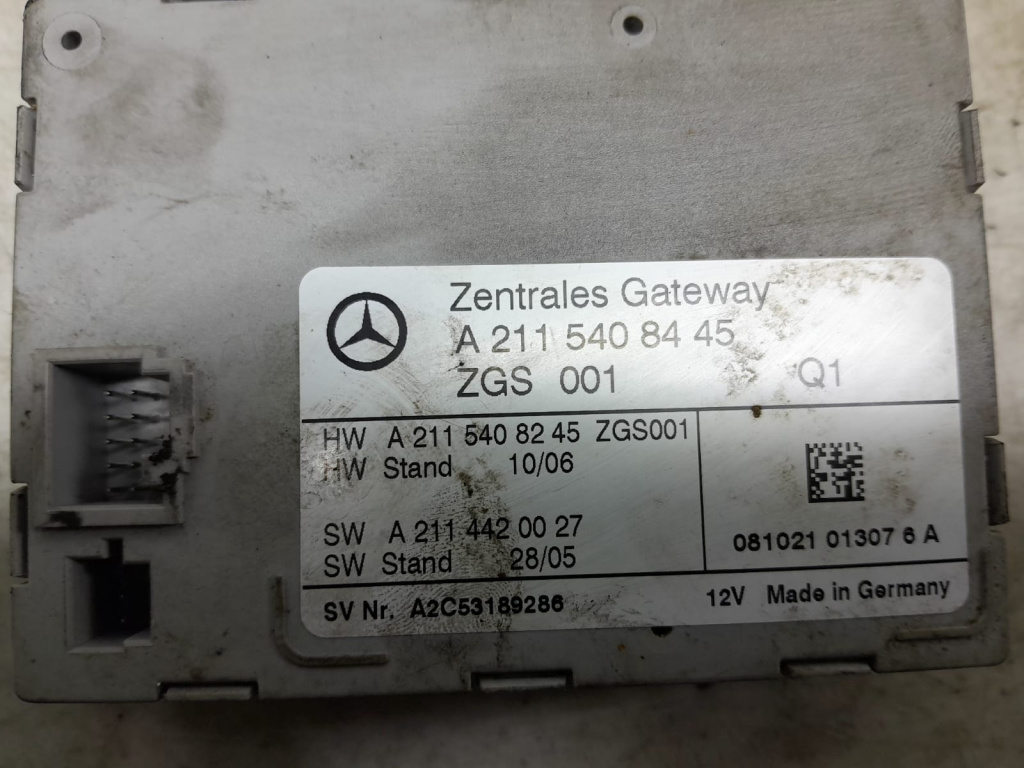 Zentrales Gateway
A 211 540 84 45
ZGS 001 Q1
HW A 211 540 82 45 ZGS001
HW Stand 10/06
SW A 211 442 00 27
SW Stand 28/05
081021 01307 6 A
SV Nr. A2C53189286 12V Made in Germany